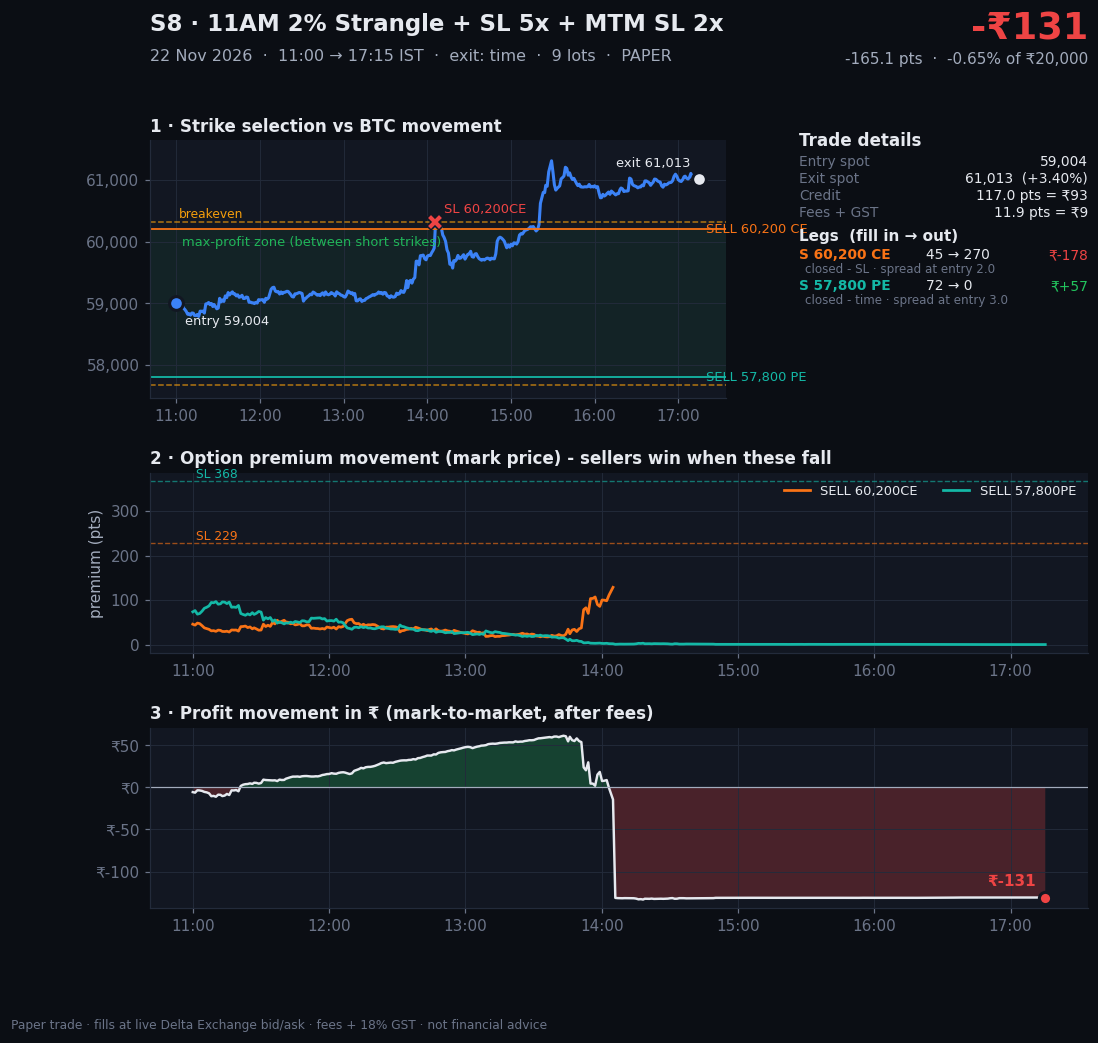 S8 · 11AM 2% Strangle + SL 5x + MTM SL 2x
-₹131
22 Nov 2026 · 11:00 → 17:15 IST · exit: time · 9 lots · PAPER
-165.1 pts · -0.65% of ₹20,000
1 · Strike selection vs BTC movement
61,000
60,000
59,000
58,000
exit 61,013
SL 60,200CE
breakeven
SELL 60,200 CE
max-profit zone (between short strikes)
entry 59,004
SELL 57,800 PE
11:00 12:00 13:00 14:00 15:00 16:00 17:00
Trade details
Entry spot 59,004
Exit spot 61,013 (+3.40%)
Credit 117.0 pts = ₹93
Fees + GST 11.9 pts = ₹9
Legs (fill in → out)
S 60,200 CE 45 → 270 ₹-178
closed - SL · spread at entry 2.0
S 57,800 PE 72 → 0 ₹+57
closed - time · spread at entry 3.0
2 · Option premium movement (mark price) - sellers win when these fall
SL 368
SELL 60,200CE SELL 57,800PE
SL 229
premium (pts)
300
200
100
0
11:00 12:00 13:00 14:00 15:00 16:00 17:00
3 · Profit movement in ₹ (mark-to-market, after fees)
₹50
₹0
₹-50
₹-100
₹-131
11:00 12:00 13:00 14:00 15:00 16:00 17:00
Paper trade · fills at live Delta Exchange bid/ask · fees + 18% GST · not financial advice